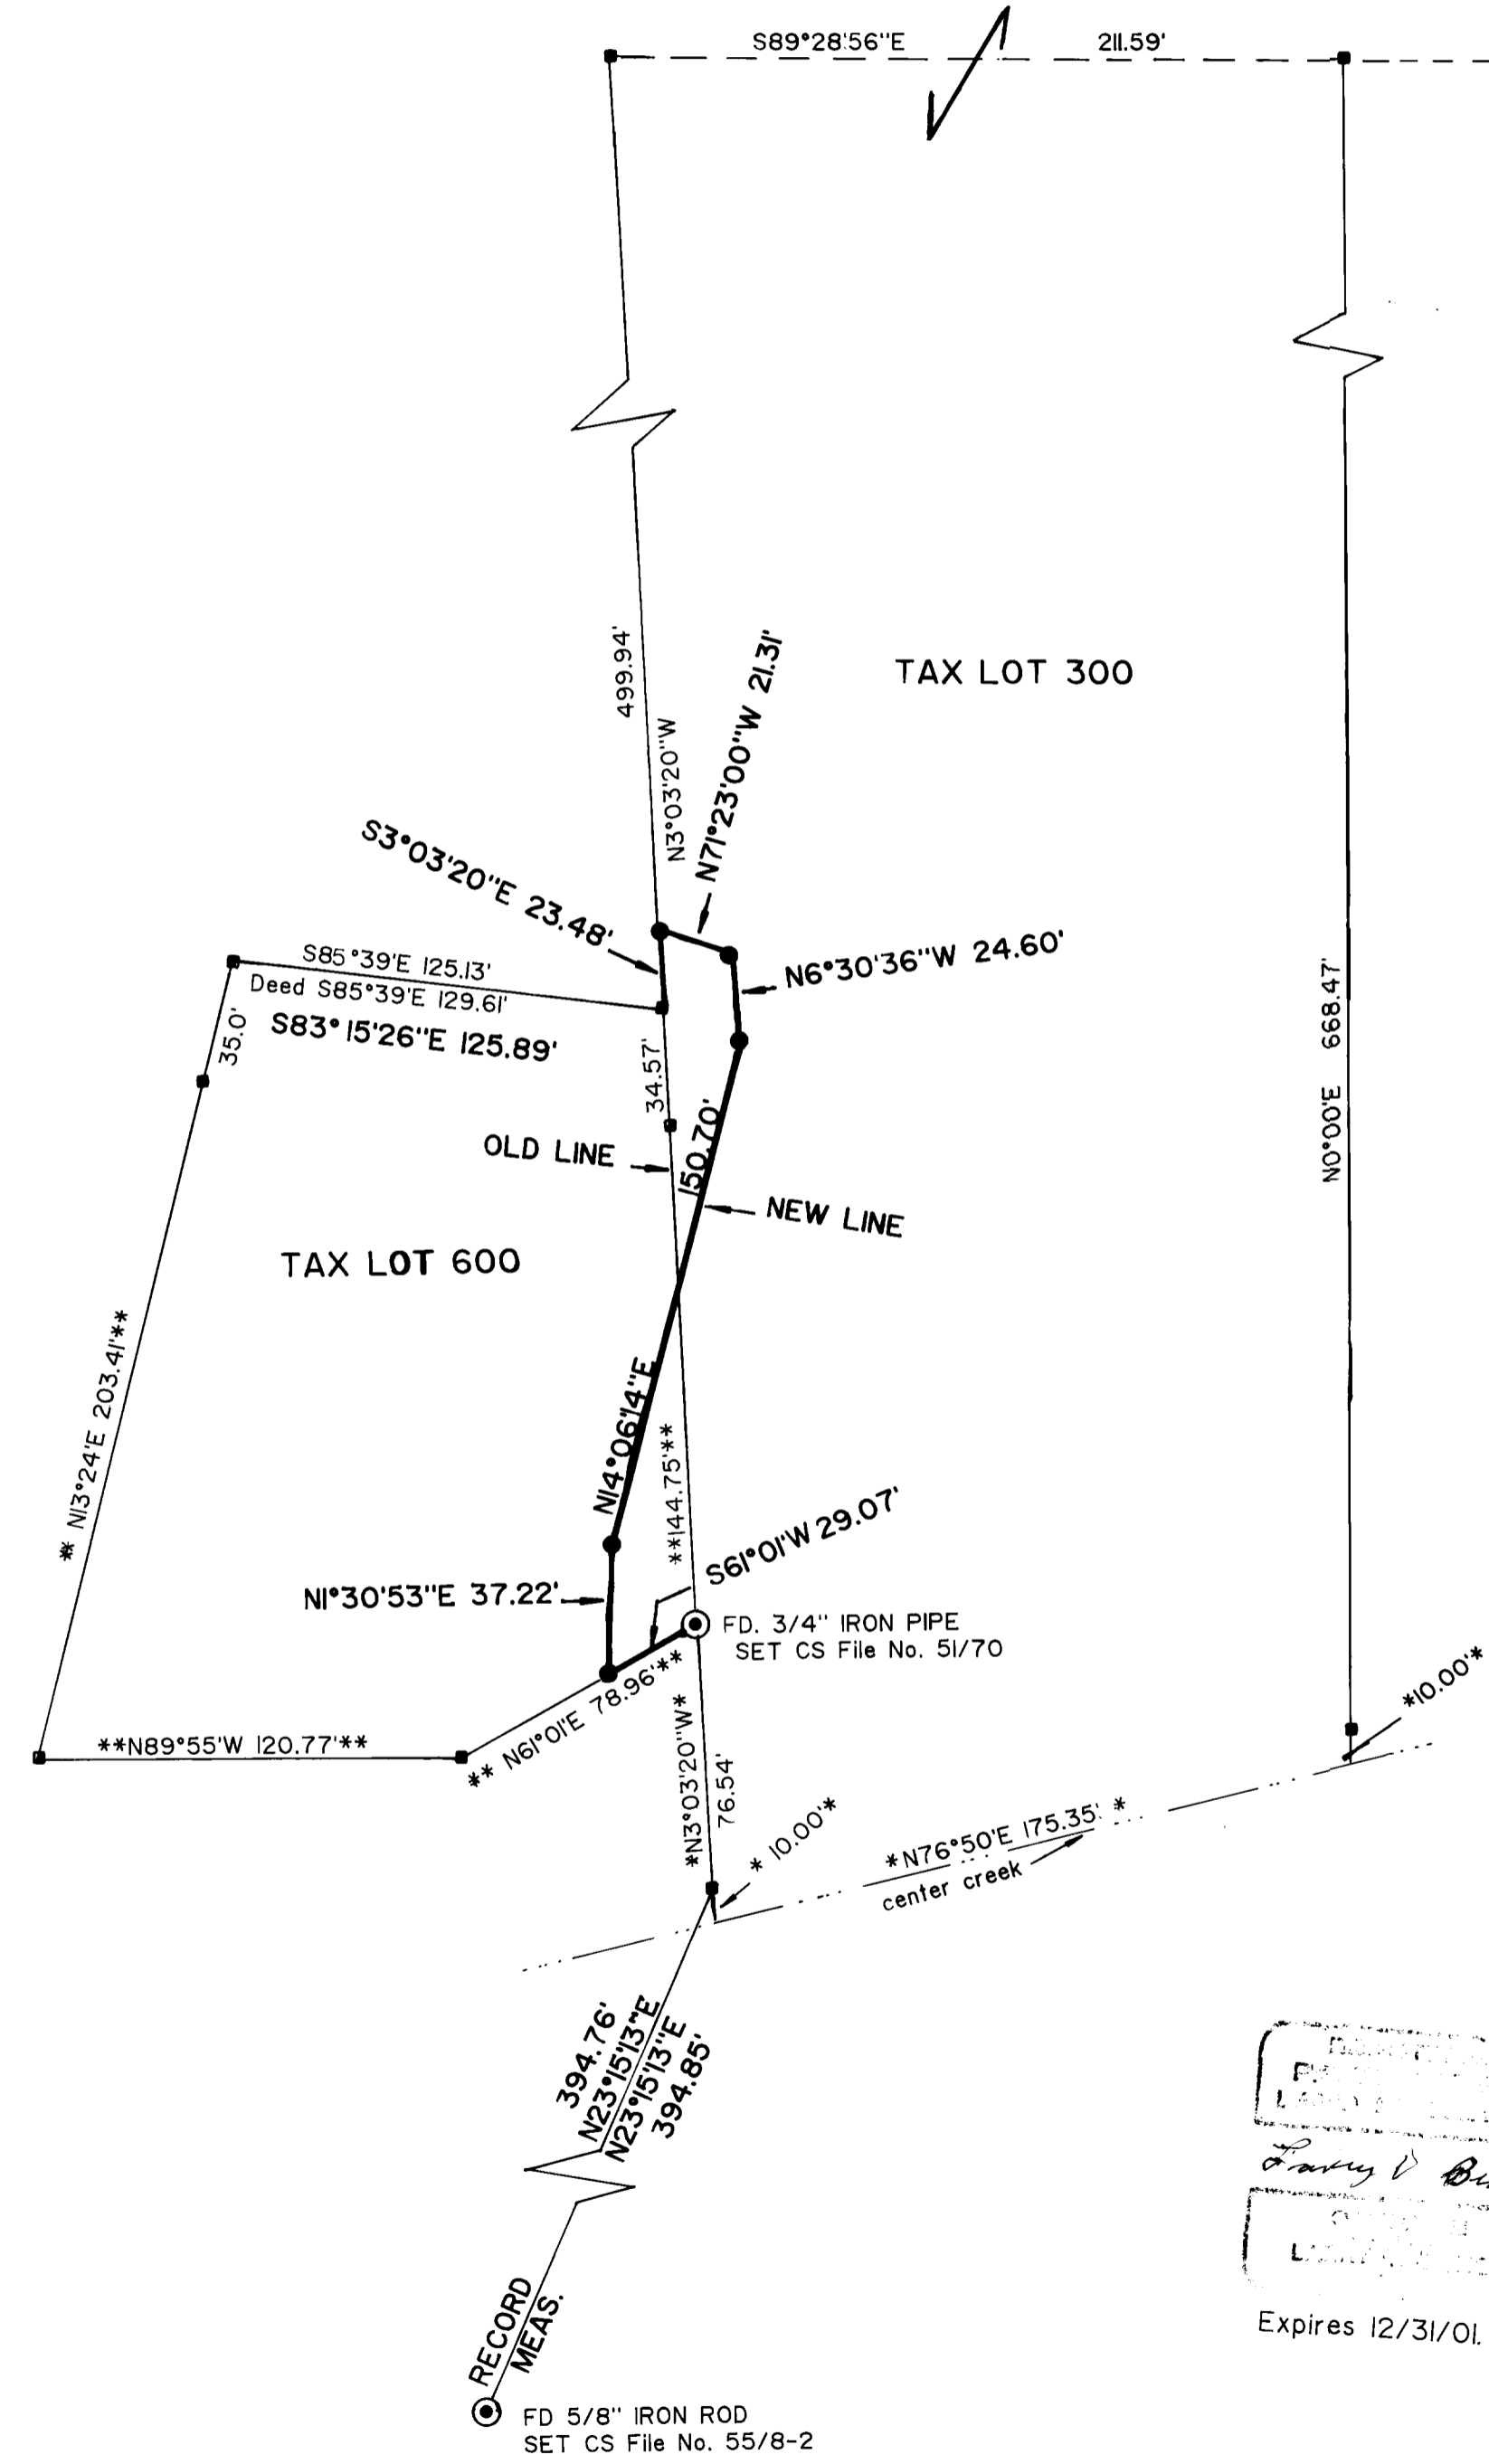 S89°28'56"E 211.59'
TAX LOT 300
499.94'
N3°03'20"W
N71°23'00"W 21.31'
S3°03'20"E 23.48'
N6°30'36"W 24.60'
S85°39'E 125.13'
Deed S85°39'E 129.61'
S83°15'26"E 125.89'
35.0'
34.57'
N0°00'E 668.47'
OLD LINE
150.70'
NEW LINE
TAX LOT 600
** N13°24'E 203.41'**
N14°06'14"E
**144.75'**
S61°01'W 29.07'
N1°30'53"E 37.22'
FD. 3/4" IRON PIPE
SET CS File No. 51/70
**N89°55'W 120.77'**
** N61°01'E 78.96'**
*N3°03'20"W*
76.54'
* 10.00'*
*10.00'*
*N76°50'E 175.35' *
center creek
394.76'
N23°15'13"E
N23°15'13"E
394.85'
RECORD
MEAS.
FD 5/8" IRON ROD
SET CS File No. 55/8-2
Expires 12/31/01.